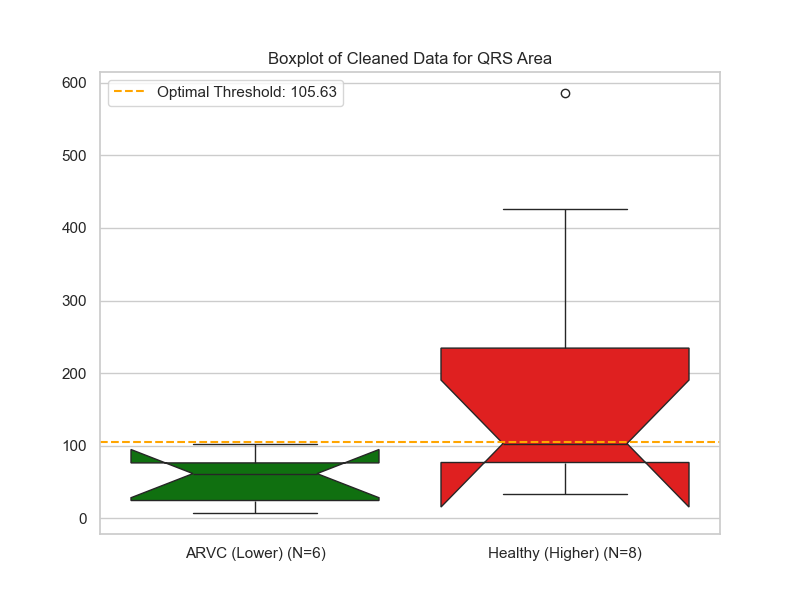 Boxplot of Cleaned Data for QRS Area
Optimal Threshold: 105.63
600
500
400
300
200
100
0
ARVC (Lower) (N=6)
Healthy (Higher) (N=8)